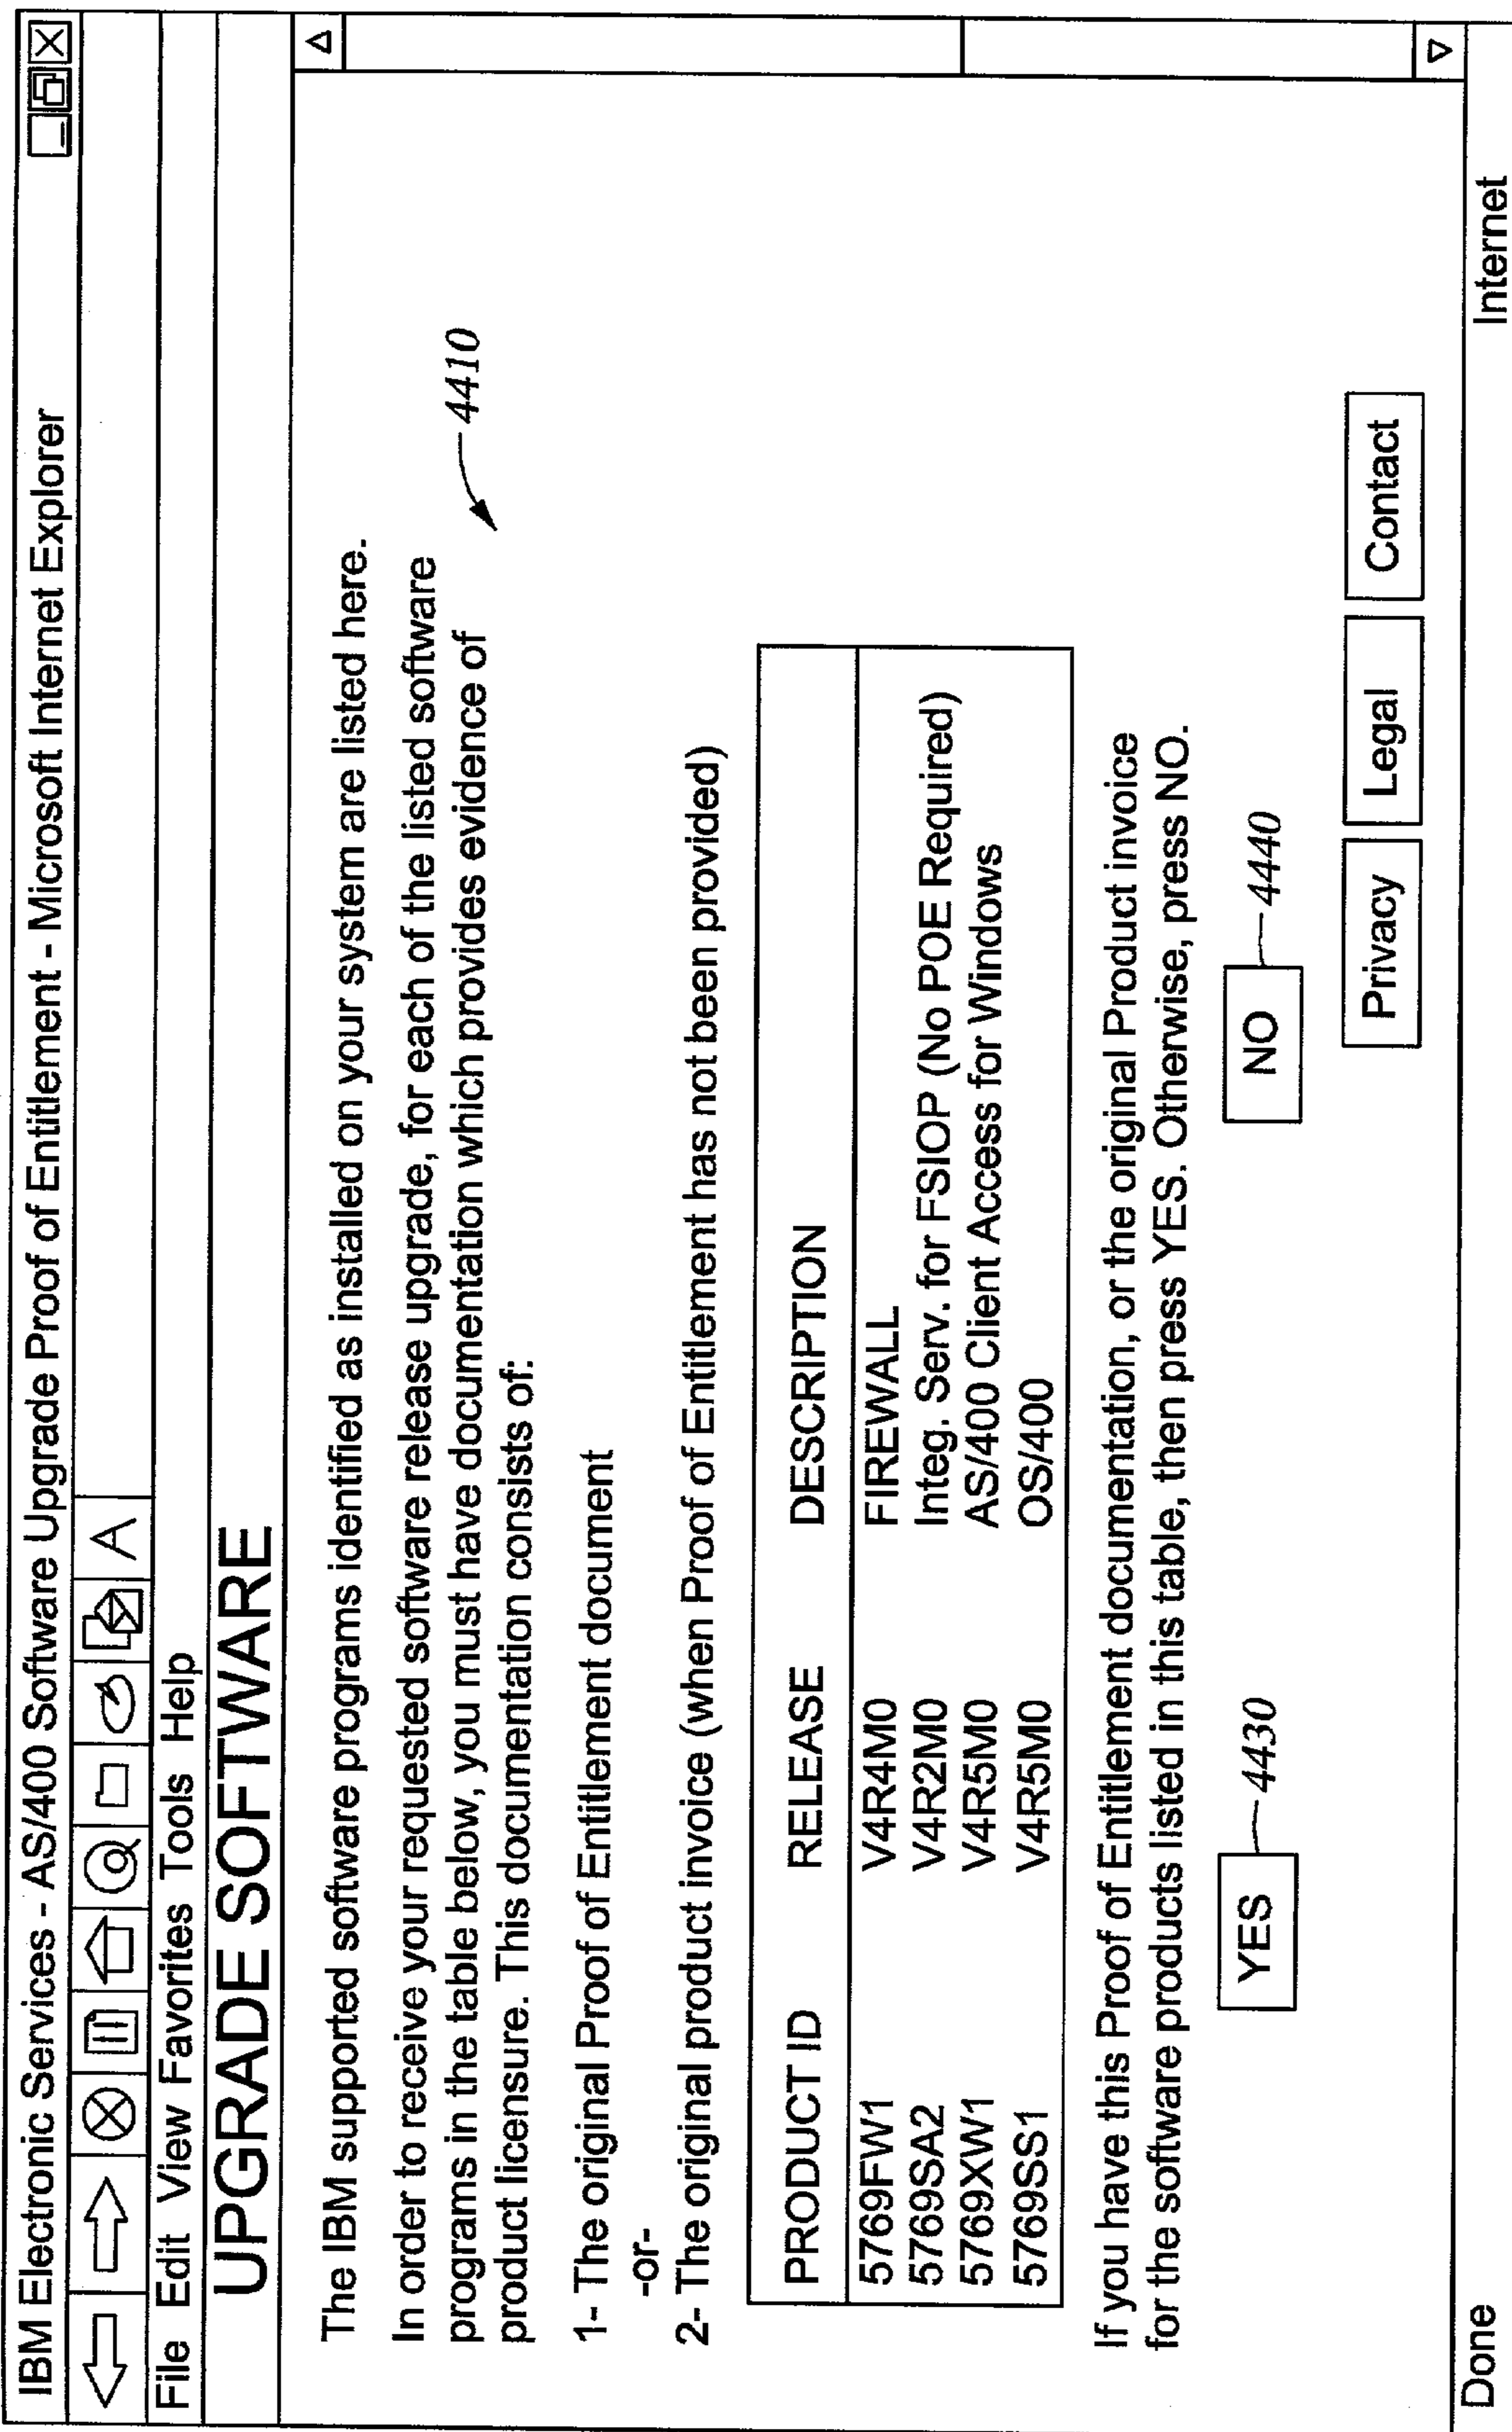 IBM Electronic Services - AS/400 Software Upgrade Proof of Entitlement - Microsoft Internet Explorer
A
File Edit View Favorites Tools Help
UPGRADE SOFTWARE
The IBM supported software programs identified as installed on your system are listed here.
In order to receive your requested software release upgrade, for each of the listed software
programs in the table below, you must have documentation which provides evidence of
product licensure. This documentation consists of:
4410
1- The original Proof of Entitlement document
-or-
2- The original product invoice (when Proof of Entitlement has not been provided)
PRODUCT ID RELEASE DESCRIPTION
5769FW1 V4R4M0 FIREWALL
5769SA2 V4R2M0 Integ. Serv. for FSIOP (No POE Required)
5769XW1 V4R5M0 AS/400 Client Access for Windows
5769SS1 V4R5M0 OS/400
If you have this Proof of Entitlement documentation, or the original Product invoice
for the software products listed in this table, then press YES. Otherwise, press NO.
YES 4430 NO 4440
Privacy Legal Contact
Done Internet